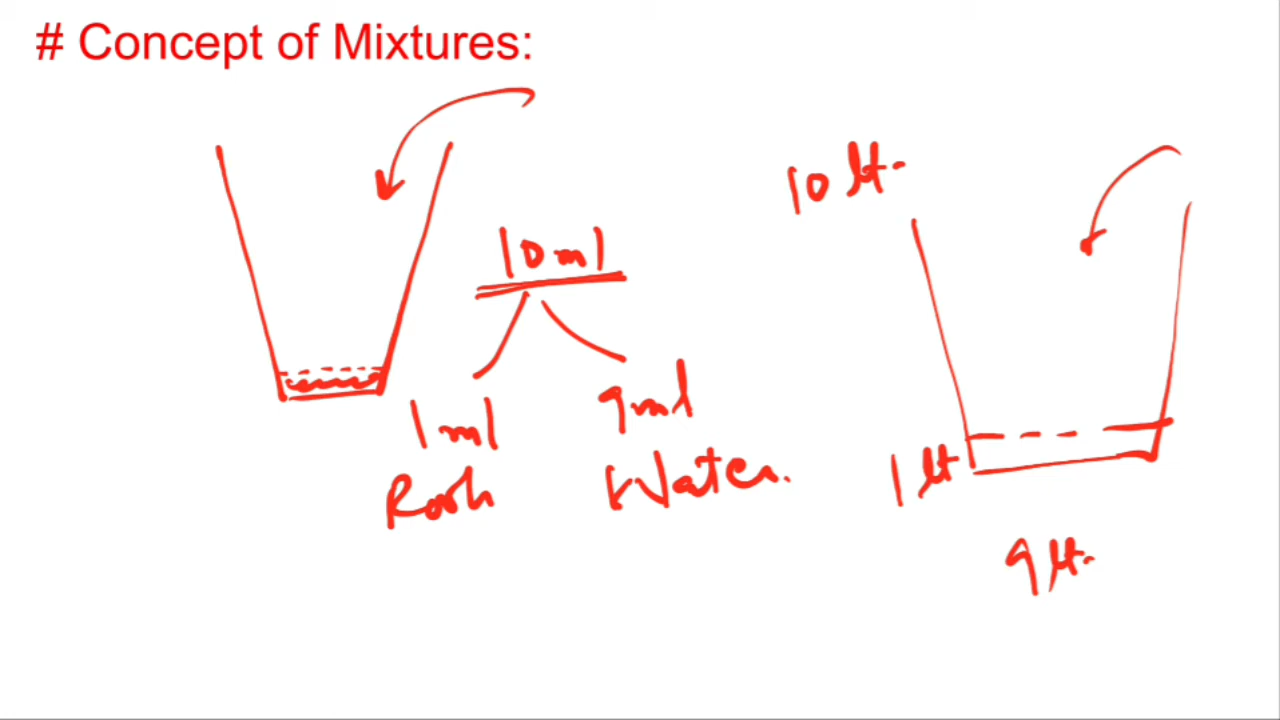 # Concept of Mixtures:
10 ml
1 ml
Rooh
9 ml
Water.
10 lt.
1 lt
9 lt.